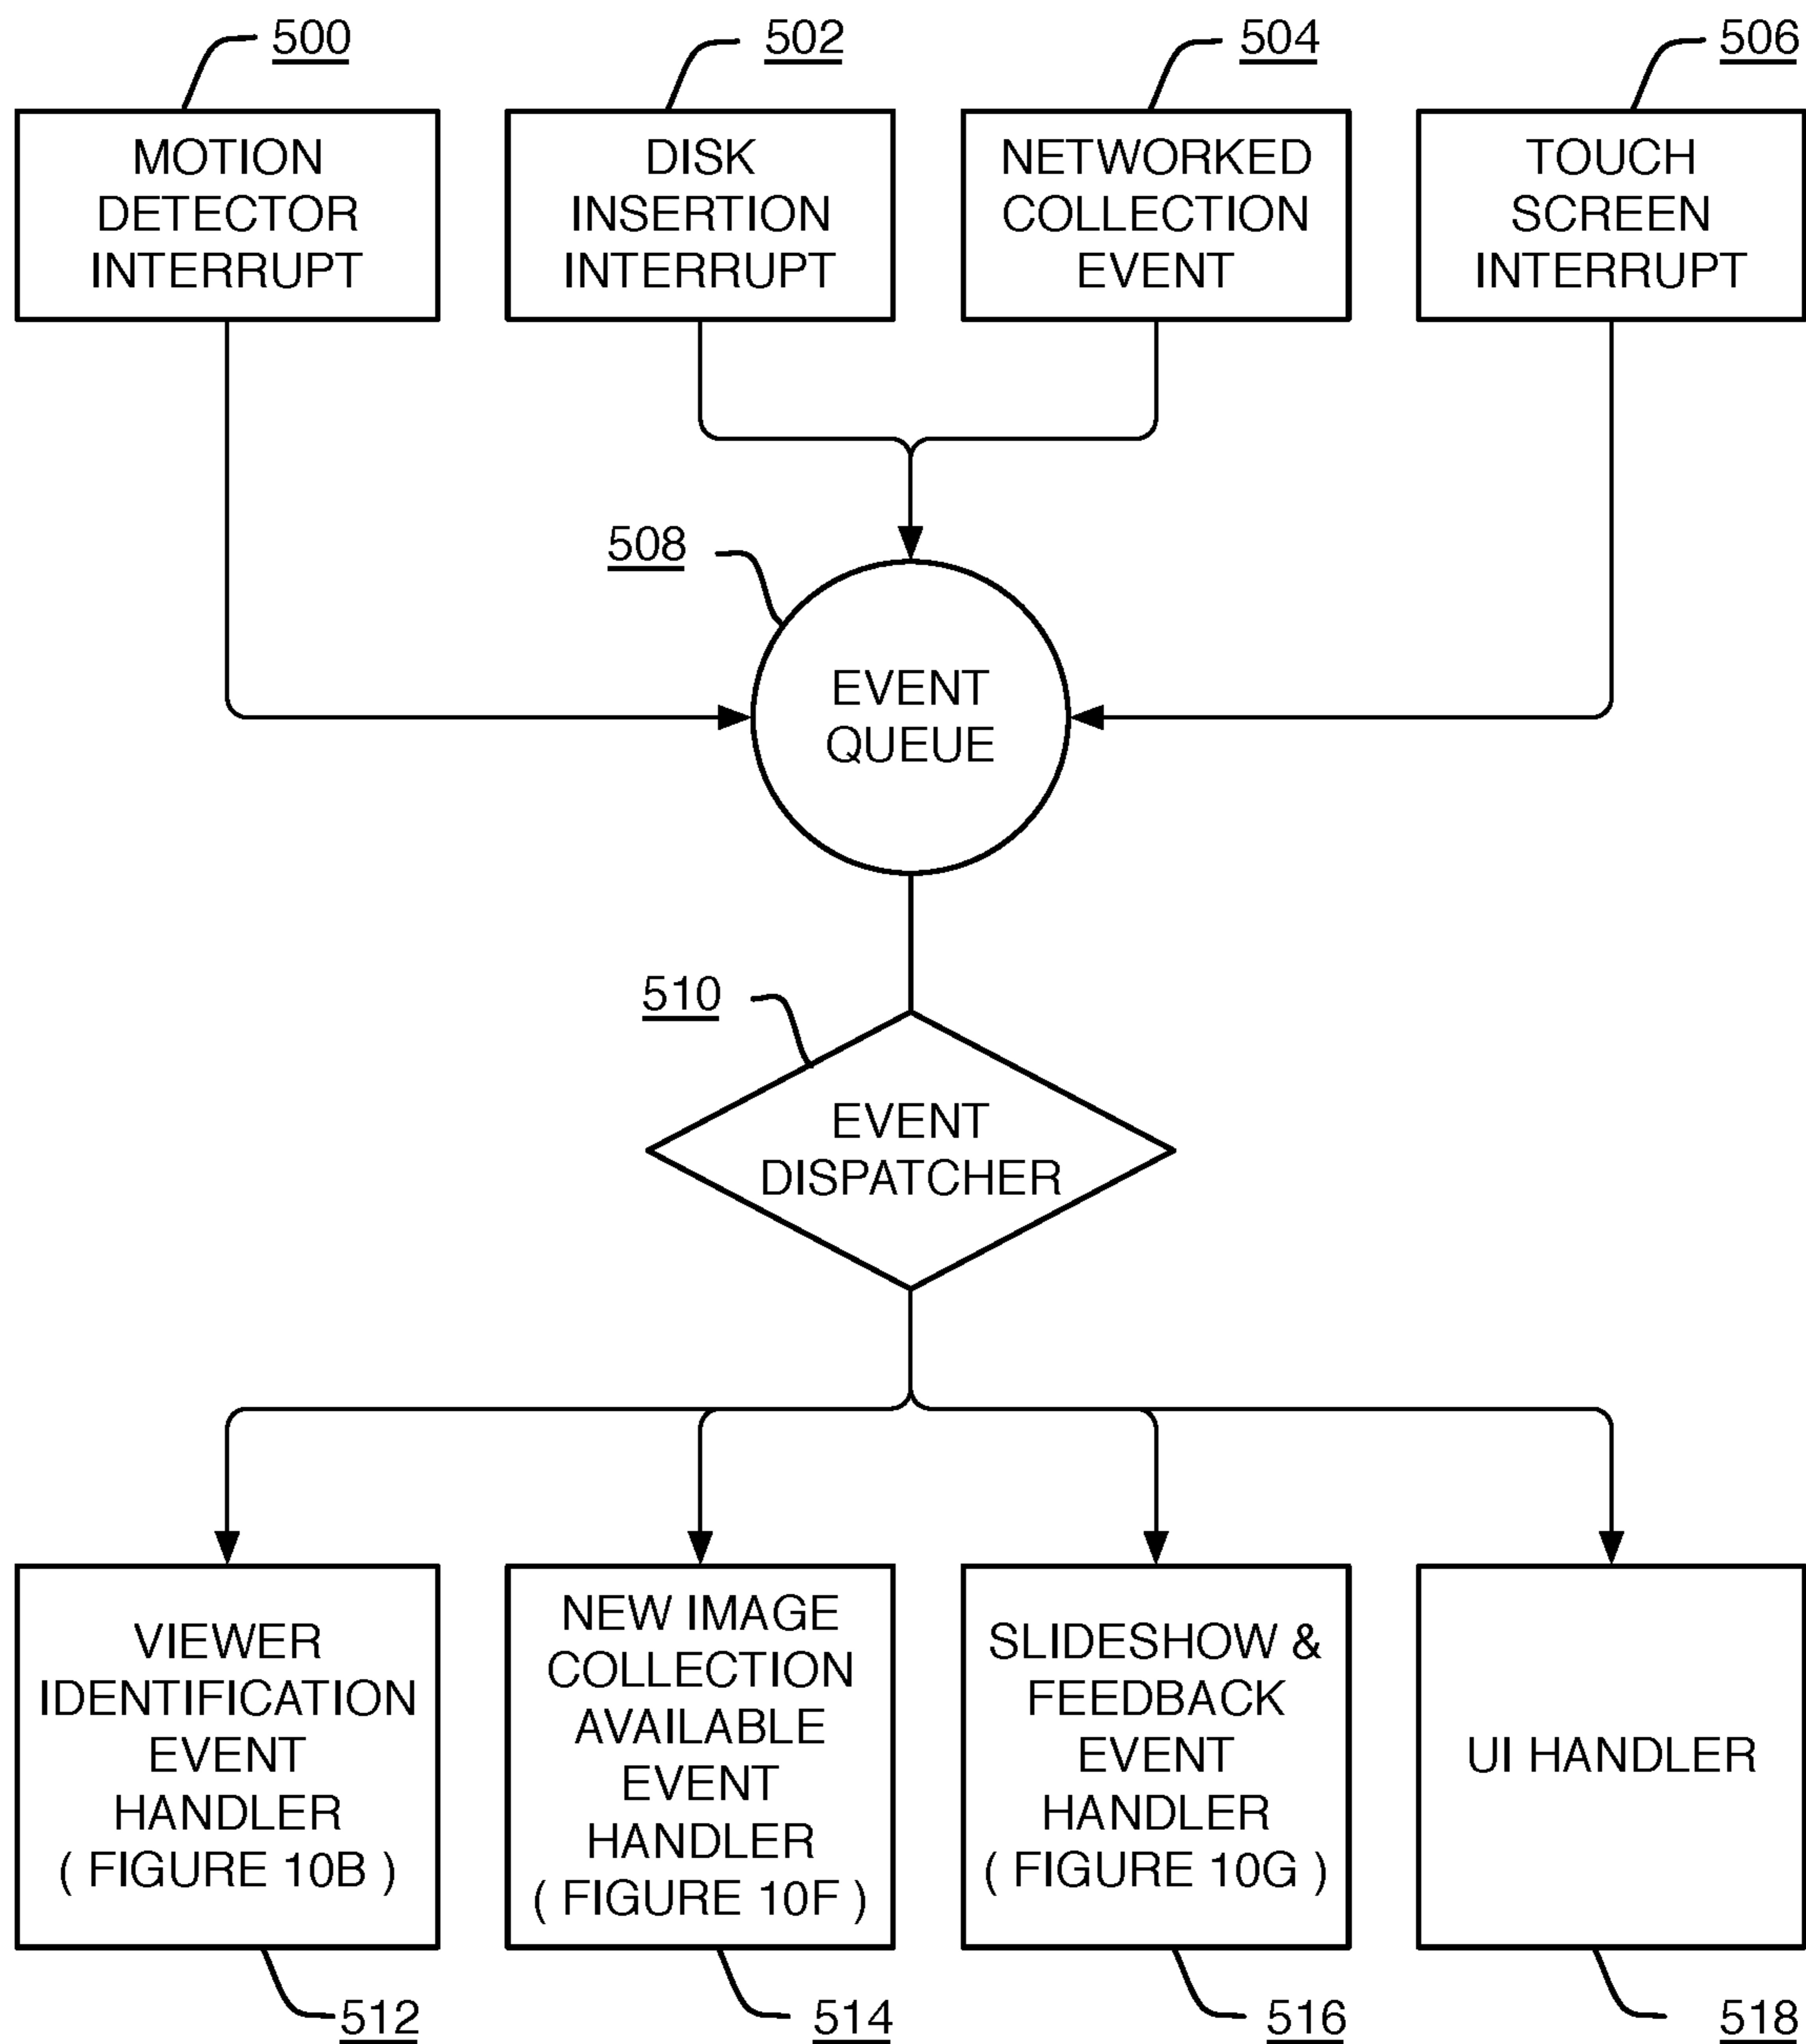 500
502
504
506
MOTION
DETECTOR
INTERRUPT
DISK
INSERTION
INTERRUPT
NETWORKED
COLLECTION
EVENT
TOUCH
SCREEN
INTERRUPT
508
EVENT
QUEUE
510
EVENT
DISPATCHER
VIEWER
IDENTIFICATION
EVENT
HANDLER
( FIGURE 10B )
NEW IMAGE
COLLECTION
AVAILABLE
EVENT
HANDLER
( FIGURE 10F )
SLIDESHOW &
FEEDBACK
EVENT
HANDLER
( FIGURE 10G )
UI HANDLER
512
514
516
518